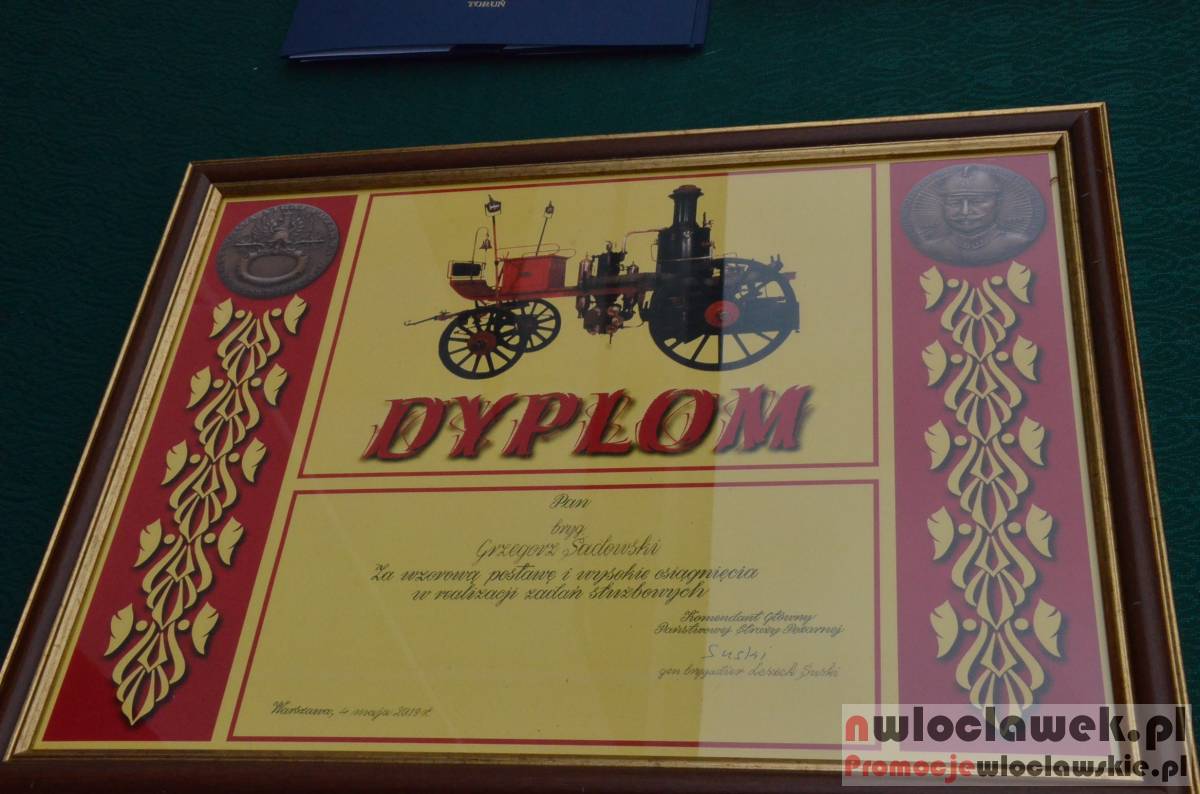 TORUŃ
DYPLOM
Pan
bryg
Grzegorz Sadowski
Za wzorową postawę i wysokie osiągnięcia
w realizacji zadań służbowych
Komendant Główny
Państwowej Straży Pożarnej
Suski
gen brygadier Leszek Suski
Warszawa, 4 maja 2019 r.
nwloclawek.pl
Promocjewloclawskie.pl